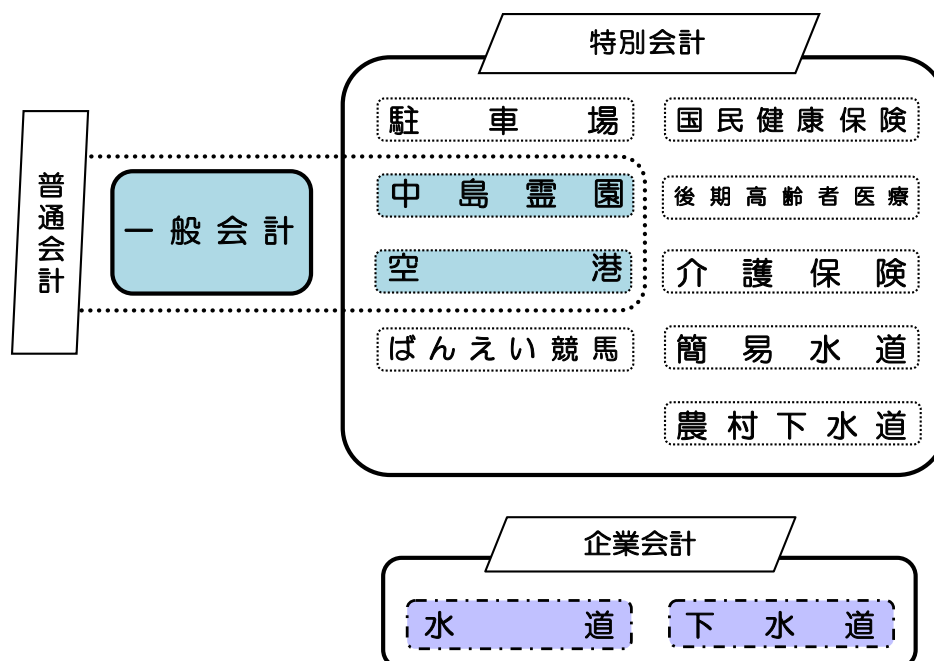 特別会計
駐車場
国民健康保険
普通会計
一般会計
中島霊園
後期高齢者医療
空港
介護保険
ばんえい競馬
簡易水道
農村下水道
企業会計
水道
下水道